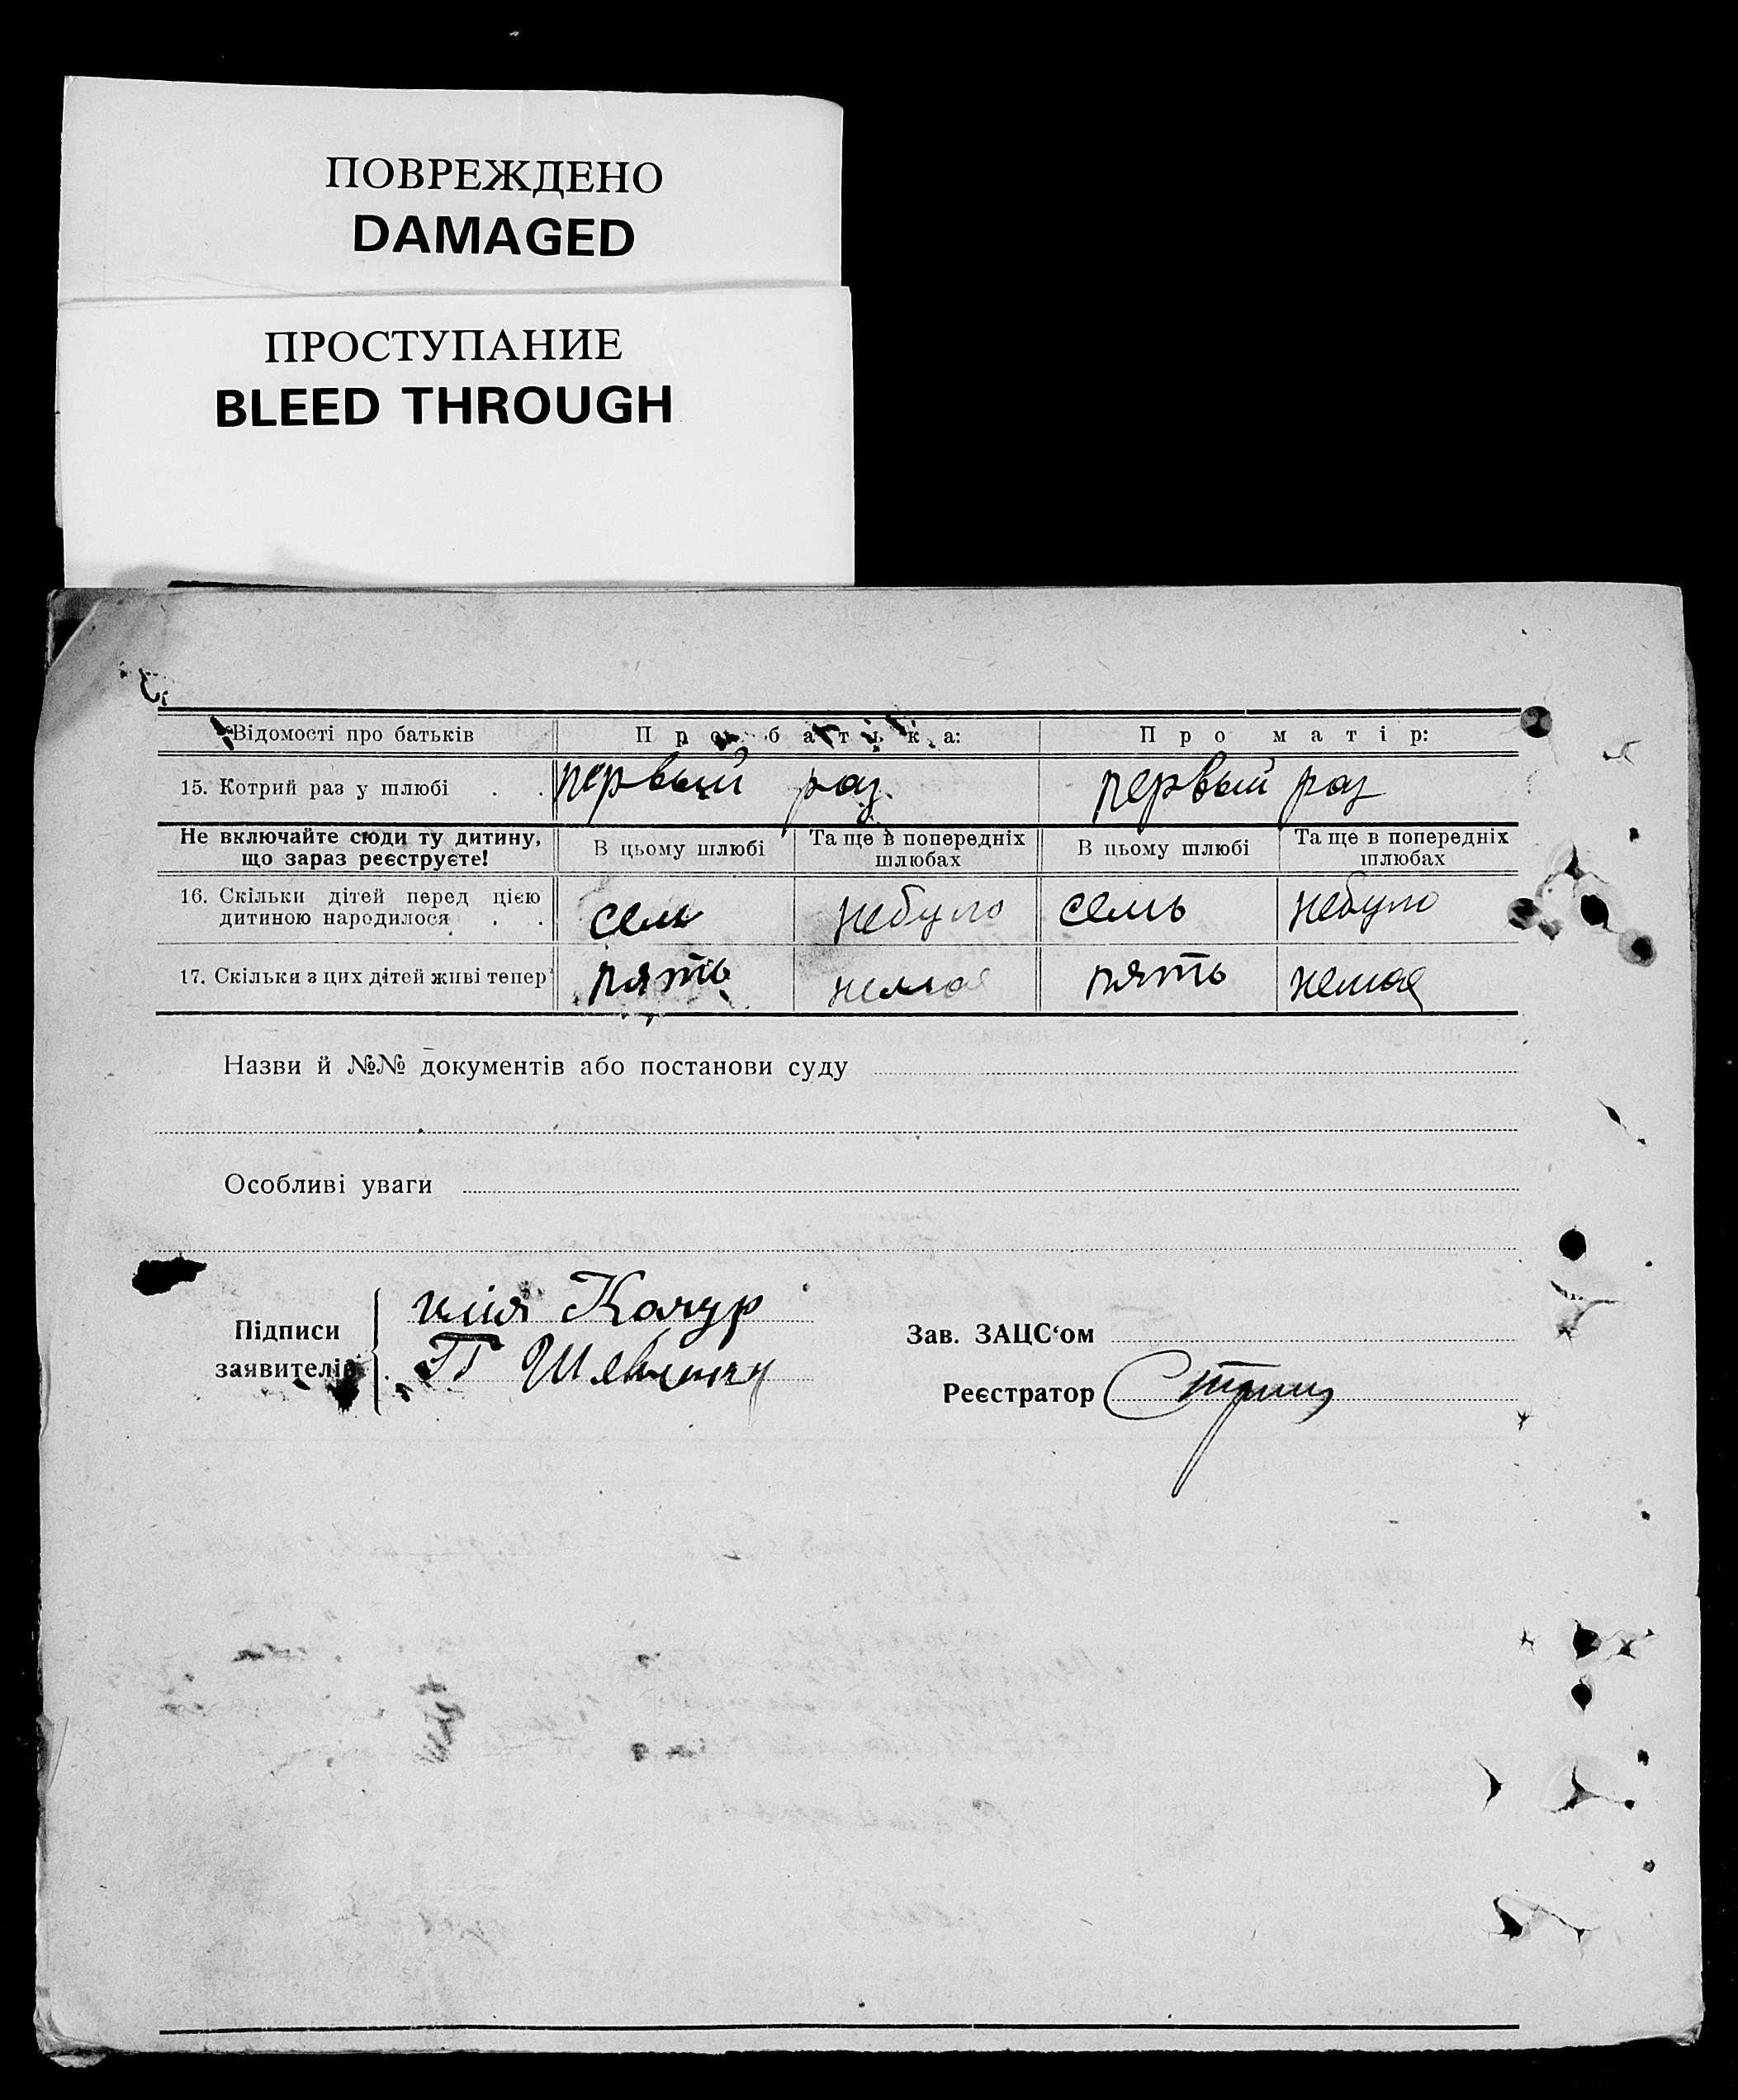 ПОВРЕЖДЕНО
DAMAGED
ПРОСТУПАНИЕ
BLEED THROUGH
Відомості про батьків Про батька: Про матір:
15. Котрий раз у шлюбі . . первый раз. первый раз
Не включайте сюди ту дитину, що зараз реєструєте! В цьому шлюбі Та ще в попередніх шлюбах В цьому шлюбі Та ще в попередніх шлюбах
16. Скільки дітей перед цією
дитиною народилося . . семь небуло семь небуло
17. Скільки з цих дітей живі тепер пять немає пять немає
Назви й №№ документів або постанови суду
Особливі уваги
Підписи
заявителів
ілія
П
Зав. ЗАЦС‘ом
Реєстратор